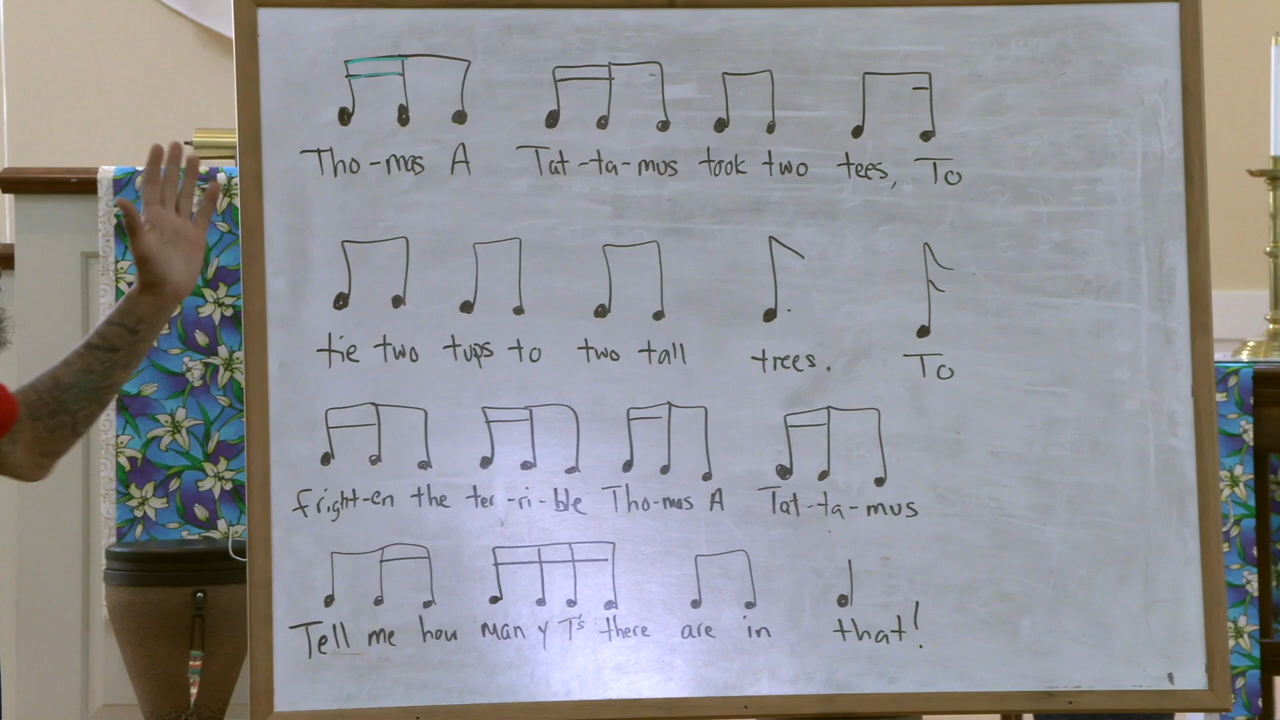 Tho-mas A Tat-ta-mus took two tees, To
tie two tups to two tall trees. To
fright-en the ter-ri-ble Tho-mas A Tat-ta-mus
Tell me how many T's there are in that!